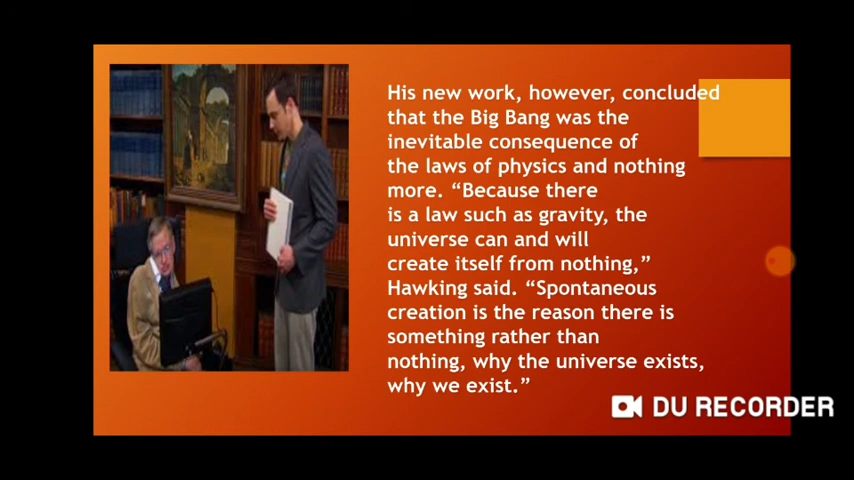 His new work, however, concluded
that the Big Bang was the
inevitable consequence of
the laws of physics and nothing
more. “Because there
is a law such as gravity, the
universe can and will
create itself from nothing,”
Hawking said. “Spontaneous
creation is the reason there is
something rather than
nothing, why the universe exists,
why we exist.”
DU RECORDER